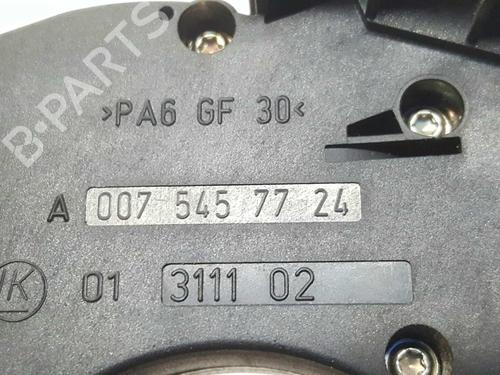 B-PARTS
>PA6 GF 30<
A 007 545 77 24
01 3111 02